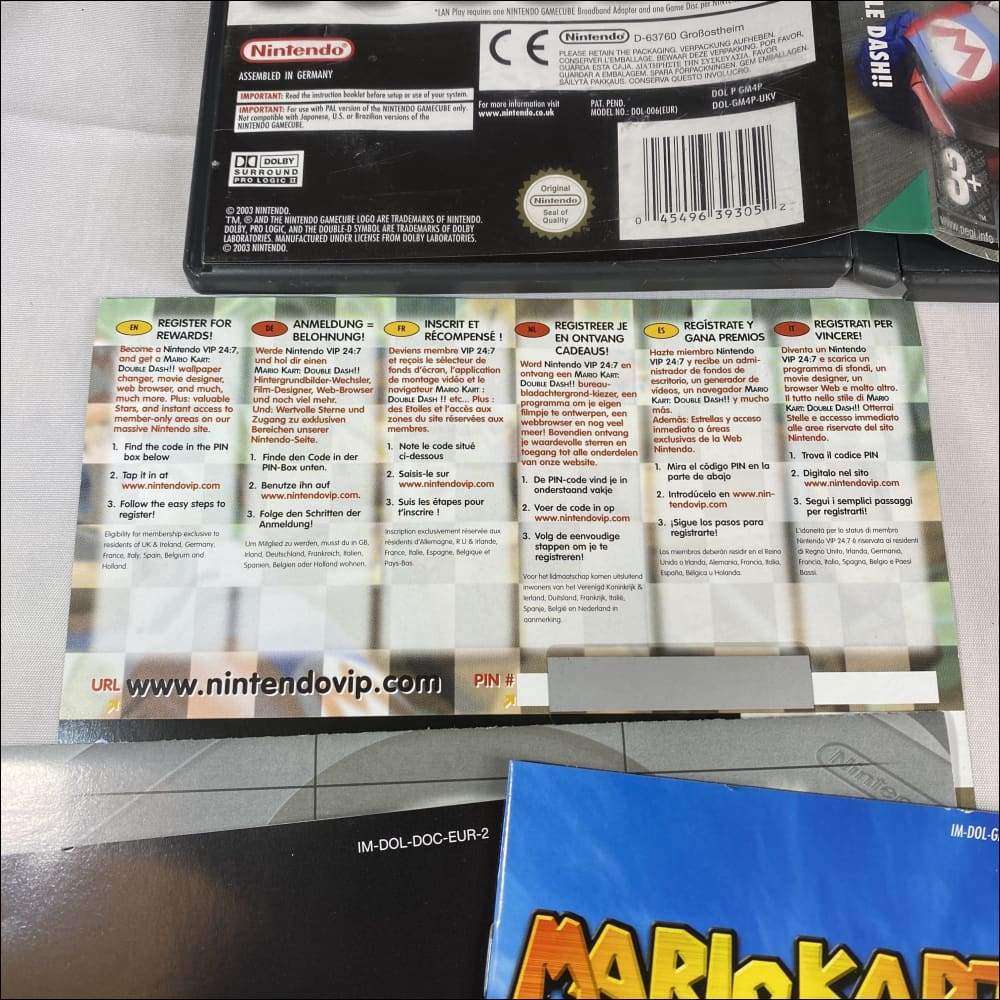 *LAN Play requires one NINTENDO GAMECUBE Broadband Adapter and one Game Disc per
Nintendo
ASSEMBLED IN GERMANY
IMPORTANT: Read the instruction booklet before setup or use of your system.
IMPORTANT: For use with PAL version of the NINTENDO GAMECUBE only.
Not compatible with Japanese, U.S. or Brazilian versions of the
NINTENDO GAMECUBE.
DOLBY
SURROUND
PRO LOGIC II
© 2003 NINTENDO.
TM, ® AND THE NINTENDO GAMECUBE LOGO ARE TRADEMARKS OF NINTENDO.
DOLBY, PRO LOGIC, AND THE DOUBLE-D SYMBOL ARE TRADEMARKS OF DOLBY
LABORATORIES. MANUFACTURED UNDER LICENSE FROM DOLBY LABORATORIES.
© 2003 NINTENDO.
CE
Nintendo D-63760 Großostheim
PLEASE RETAIN THE PACKAGING. VERPACKUNG AUFHEBEN.
CONSERVER L'EMBALLAGE. BEWAAR DEZE VERPAKKING. POR FAVOR,
GUARDA ESTA CAJA. ΔΙΑΤΗΡΗΣΤΕ ΤΗΝ ΣΥΣΚΕΥΑΣΙΑ. FAVOR
GUARDAR A EMBALAGEM. SPARA FÖRPACKNINGEN. GEM EMBALLAGEN.
SÄILYTÄ PAKKAUS. CONSERVA QUESTO INVOLUCRO.
For more information visit
www.nintendo.co.uk
PAT. PEND.
MODEL NO.: DOL-006(EUR)
DOL P GM4P
DOL-GM4P-UKV
Original
Nintendo
Seal of
Quality
0 45496 39305 2
LE DASH!!
M
3+
www.pegi.info
EN REGISTER FOR
REWARDS!
Become a Nintendo VIP 24:7,
and get a MARIO KART:
DOUBLE DASH!! wallpaper
changer, movie designer,
web browser, and much,
much more. Plus: valuable
Stars, and instant access to
member-only areas on our
massive Nintendo site.
1. Find the code in the PIN
box below
2. Tap it in at
www.nintendovip.com
3. Follow the easy steps to
register!
Eligibility for membership exclusive to
residents of UK & Ireland, Germany,
France, Italy, Spain, Belgium and
Holland.
DE ANMELDUNG =
BELOHNUNG!
Werde Nintendo VIP 24:7
und hol dir einen
MARIO KART: DOUBLE DASH!!
Hintergrundbilder-Wechsler,
Film-Designer, Web-Browser
und noch viel mehr.
Und: Wertvolle Sterne und
Zugang zu exklusiven
Bereichen in unserer
Nintendo-Seite.
1. Finde den Code in der
PIN-Box unten.
2. Benutze ihn auf
www.nintendovip.com.
3. Folge den Schritten der
Anmeldung!
Um Mitglied zu werden, musst du in GB,
Irland, Deutschland, Frankreich, Italien,
Spanien, Belgien oder Holland wohnen.
FR INSCRIT ET
RÉCOMPENSÉ !
Deviens membre VIP 24:7
et reçois le sélecteur de
fonds d'écran, l'application
de montage vidéo et le
navigateur MARIO KART :
DOUBLE DASH !! etc... Plus :
des Etoiles et l'accès aux
zones du site réservées aux
membres.
1. Note le code situé
ci-dessous
2. Saisis-le sur
www.nintendovip.com
3. Suis les étapes pour
t'inscrire !
Inscription exclusivement réservée aux
résidents d'Allemagne, R.U & Irlande,
France, Italie, Espagne, Belgique et
Pays-Bas.
NL REGISTREER JE
EN ONTVANG
CADEAUS!
Word Nintendo VIP 24:7 en
ontvang een MARIO KART:
DOUBLE DASH!! bureau-
bladachtergrond-kiezer, een
programma om je eigen
filmpje te ontwerpen, een
webbrowser en nog veel
meer! Bovendien ontvang
je waardevolle sterren en
toegang tot alle onderdelen
van onze website.
1. De PIN-code vind je in
onderstaand vakje
2. Voer de code in op
www.nintendovip.com
3. Volg de eenvoudige
stappen om je te
registreren!
Voor het lidmaatschap komen uitsluitend
inwoners van het Verenigd Koninkrijk &
Ierland, Duitsland, Frankrijk, Italië,
Spanje, België en Nederland in
aanmerking.
ES REGÍSTRATE Y
GANA PREMIOS
Hazte miembro Nintendo
VIP 24:7 y recibe un admi-
nistrador de fondos de
escritorio, un generador de
vídeos, un navegador MARIO
KART: DOUBLE DASH!! y mucho
más.
Además: Estrellas y acceso
inmediato a áreas
exclusivas de la Web
Nintendo.
1. Mira el código PIN en la
parte de abajo
2. Introdúcelo en www.nin-
tendovip.com
3. ¡Sigue los pasos para
registrarte!
Los miembros deberán residir en el Reino
Unido o Irlanda, Alemania, Francia, Italia,
España, Bélgica u Holanda.
IT REGISTRATI PER
VINCERE!
Diventa un Nintendo
VIP 24:7 e scarica un
programma di sfondi, un
movie designer, un
browser Web e molto altro.
Il tutto nello stile di MARIO
KART: DOUBLE DASH!! Otterrai
Stelle e accesso immediato
alle aree riservate del sito
Nintendo.
1. Trova il codice PIN
2. Digitalo nel sito
www.nintendovip.com
3. Segui i semplici passaggi
per registrarti!
L'idoneità per lo status di membro
Nintendo VIP 24:7 è riservata ai residenti
di Regno Unito, Irlanda, Germania,
Francia, Italia, Spagna, Belgio e Paesi
Bassi.
URL www.nintendovip.com PIN #
Nintendo
IM-DOL-DOC-EUR-2
IM-DOL-G
MARIOKART